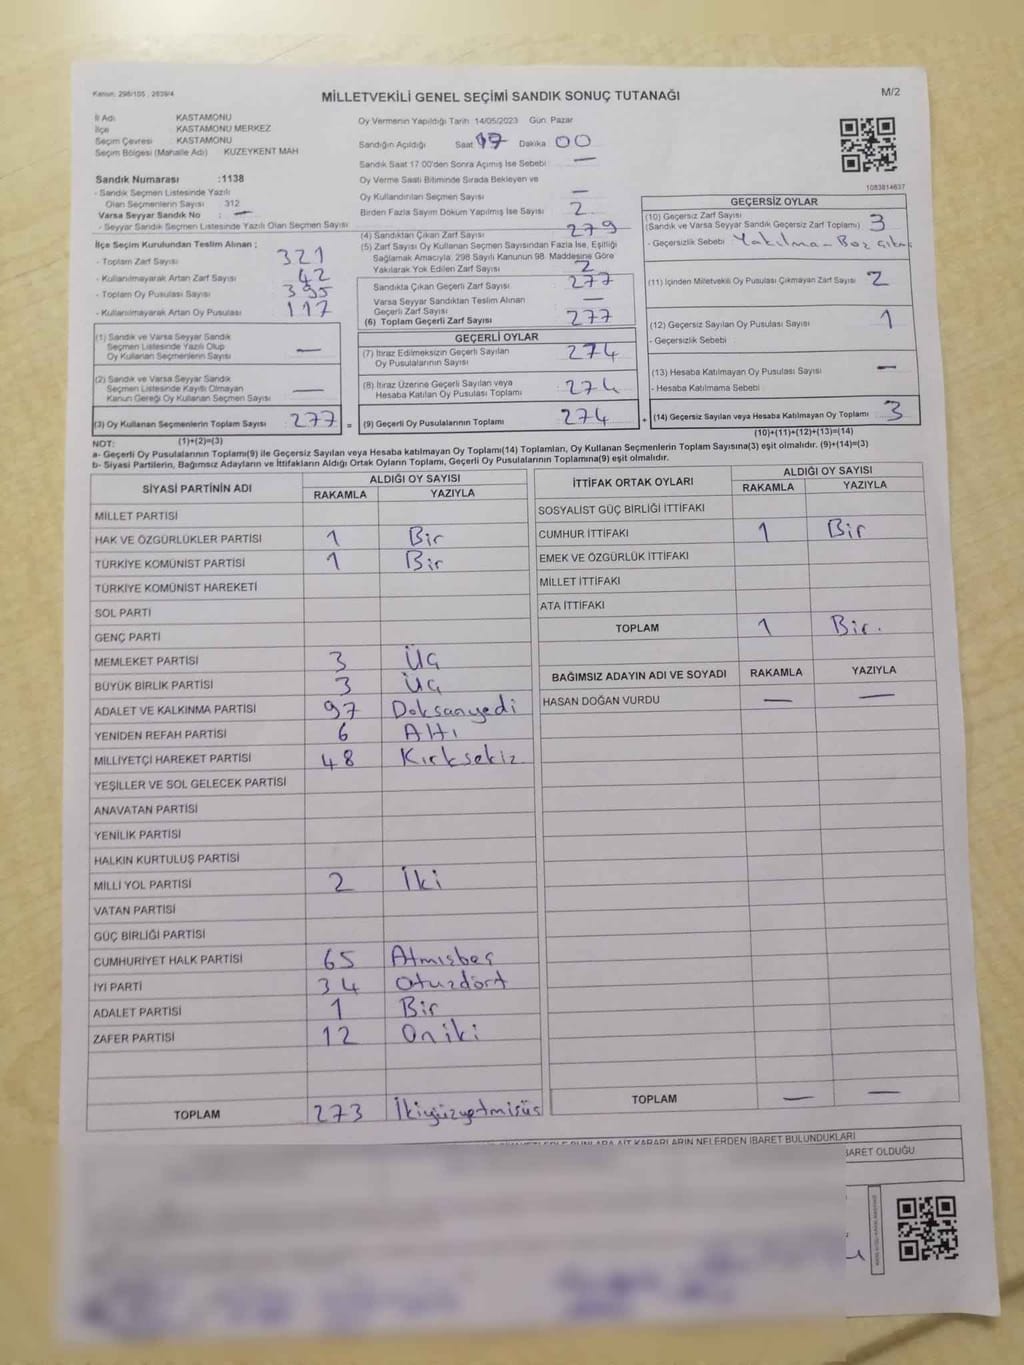 Kanun: 298/105 , 2839/4
MİLLETVEKİLİ GENEL SEÇİMİ SANDIK SONUÇ TUTANAĞI
M/2
İl Adı KASTAMONU
İlçe KASTAMONU MERKEZ
Seçim Çevresi : KASTAMONU
Seçim Bölgesi (Mahalle Adı) : KUZEYKENT MAH
Sandık Numarası :1138
- Sandık Seçmen Listesinde Yazılı
Olan Seçmenlerin Sayısı 312
Varsa Seyyar Sandık No : —
- Seyyar Sandık Seçmen Listesinde Yazılı Olan Seçmen Sayısı :
Oy Vermenin Yapıldığı Tarih 14/05/2023 Gün Pazar
Sandığın Açıldığı Saat 17 Dakika 00
Sandık Saat 17:00'den Sonra Açımış İse Sebebi : —
Oy Verme Saati Bitiminde Sırada Bekleyen ve
Oy Kullandırılan Seçmen Sayısı —
Birden Fazla Sayım Döküm Yapılmış İse Sayısı 2
1083814637
İlçe Seçim Kurulundan Teslim Alınan ;
- Toplam Zarf Sayısı 321
- Kullanılmayarak Artan Zarf Sayısı 42
- Toplam Oy Pusulası Sayısı 395
- Kullanılmayarak Artan Oy Pusulası 117
(4) Sandıktan Çıkan Zarf Sayısı 279
(5) Zarf Sayısı Oy Kullanan Seçmen Sayısından Fazla İse, Eşitliği
Sağlamak Amacıyla, 298 Sayılı Kanunun 98. Maddesine Göre
Yakılarak Yok Edilen Zarf Sayısı 2
Sandıkta Çıkan Geçerli Zarf Sayısı 277
Varsa Seyyar Sandıktan Teslim Alınan
Geçerli Zarf Sayısı —
(6) Toplam Geçerli Zarf Sayısı 277
GEÇERSİZ OYLAR
(10) Geçersiz Zarf Sayısı
(Sandık ve Varsa Seyyar Sandık Geçersiz Zarf Toplamı) 3
- Geçersizlik Sebebi
(11) İçinden Milletvekili Oy Pusulası Çıkmayan Zarf Sayısı 2
(12) Geçersiz Sayılan Oy Pusulası Sayısı 1
- Geçersizlik Sebebi
(13) Hesaba Katılmayan Oy Pusulası Sayısı —
- Hesaba Katılmama Sebebi
(14) Geçersiz Sayılan veya Hesaba Katılmayan Oy Toplamı 3
(10)+(11)+(12)+(13)=(14)
(1) Sandık ve Varsa Seyyar Sandık
Seçmen Listesinde Yazılı Olup
Oy Kullanan Seçmenlerin Sayısı —
(2) Sandık ve Varsa Seyyar Sandık
Seçmen Listesinde Kayıtlı Olmayan
Kanun Gereği Oy Kullanan Seçmen Sayısı —
(3) Oy Kullanan Seçmenlerin Toplam Sayısı 277 =
(1)+(2)=(3)
GEÇERLİ OYLAR
(7) İtiraz Edilmeksizin Geçerli Sayılan
Oy Pusulalarının Sayısı 274
(8) İtiraz Üzerine Geçerli Sayılan veya
Hesaba Katılan Oy Pusulası Toplamı 274
(9) Geçerli Oy Pusulalarının Toplamı 274 +
NOT:
a- Geçerli Oy Pusulalarının Toplamı(9) ile Geçersiz Sayılan veya Hesaba katılmayan Oy Toplamı(14) Toplamları, Oy Kullanan Seçmenlerin Toplam Sayısına(3) eşit olmalıdır. (9)+(14)=(3)
b- Siyasi Partilerin, Bağımsız Adayların ve İttifakların Aldığı Ortak Oyların Toplamı, Geçerli Oy Pusulalarının Toplamına(9) eşit olmalıdır.
SİYASİ PARTİNİN ADI ALDIĞI OY SAYISI
RAKAMLA YAZIYLA
MİLLET PARTİSİ
HAK VE ÖZGÜRLÜKLER PARTİSİ 1 Bir
TÜRKİYE KOMÜNİST PARTİSİ 1 Bir
TÜRKİYE KOMÜNİST HAREKETİ
SOL PARTİ
GENÇ PARTİ
MEMLEKET PARTİSİ 3 Üç
BÜYÜK BİRLİK PARTİSİ 3 Üç
ADALET VE KALKINMA PARTİSİ 97 Doksanyedi
YENİDEN REFAH PARTİSİ 6 Altı
MİLLİYETÇİ HAREKET PARTİSİ 48 Kırksekiz
YEŞİLLER VE SOL GELECEK PARTİSİ
ANAVATAN PARTİSİ
YENİLİK PARTİSİ
HALKIN KURTULUŞ PARTİSİ
MİLLİ YOL PARTİSİ 2 İki
VATAN PARTİSİ
GÜÇ BİRLİĞİ PARTİSİ
CUMHURİYET HALK PARTİSİ 65 Atmışbeş
İYİ PARTİ 34 Otuzdört
ADALET PARTİSİ 1 Bir
ZAFER PARTİSİ 12 Oniki
TOPLAM 273 İkiyüzyetmişüç
İTTİFAK ORTAK OYLARI ALDIĞI OY SAYISI
RAKAMLA YAZIYLA
SOSYALİST GÜÇ BİRLİĞİ İTTİFAKI
CUMHUR İTTİFAKI 1 Bir
EMEK VE ÖZGÜRLÜK İTTİFAKI
MİLLET İTTİFAKI
ATA İTTİFAKI
TOPLAM 1 Bir.
BAĞIMSIZ ADAYIN ADI VE SOYADI RAKAMLA YAZIYLA
HASAN DOĞAN VURDU — —
TOPLAM — —
BUNLARA AİT KARARLARIN NELERDEN İBARET BULUNDUKLARI
BARET OLDUĞU